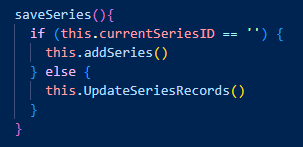 saveSeries(){
  if (this.currentSeriesID == '') {
    this.addSeries()
  } else {
    this.UpdateSeriesRecords()
  }
}